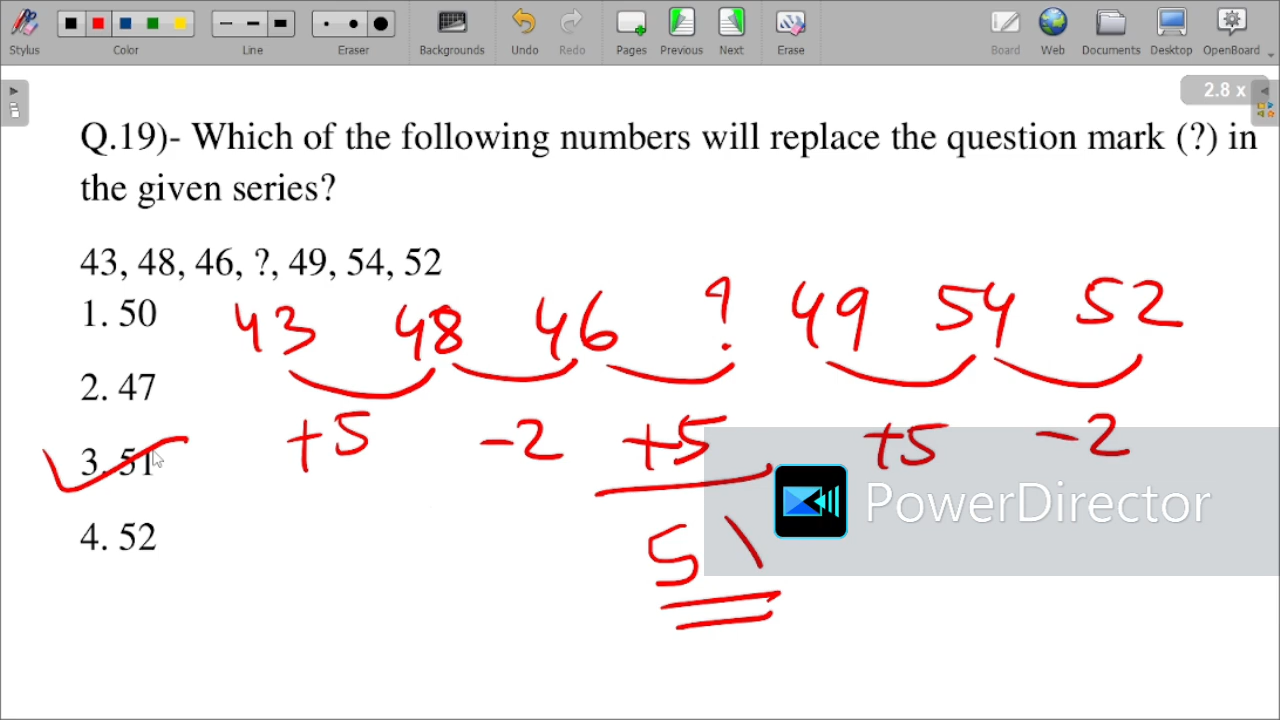 Stylus Color Line Eraser Backgrounds Undo Redo Pages Previous Next Erase Board Web Documents Desktop OpenBoard
2.8 x
Q.19)- Which of the following numbers will replace the question mark (?) in
the given series?
43, 48, 46, ?, 49, 54, 52
1. 50
43 48 46 ? 49 54 52
2. 47
+5 -2 +5 +5 -2
3. 51
PowerDirector
51
4. 52